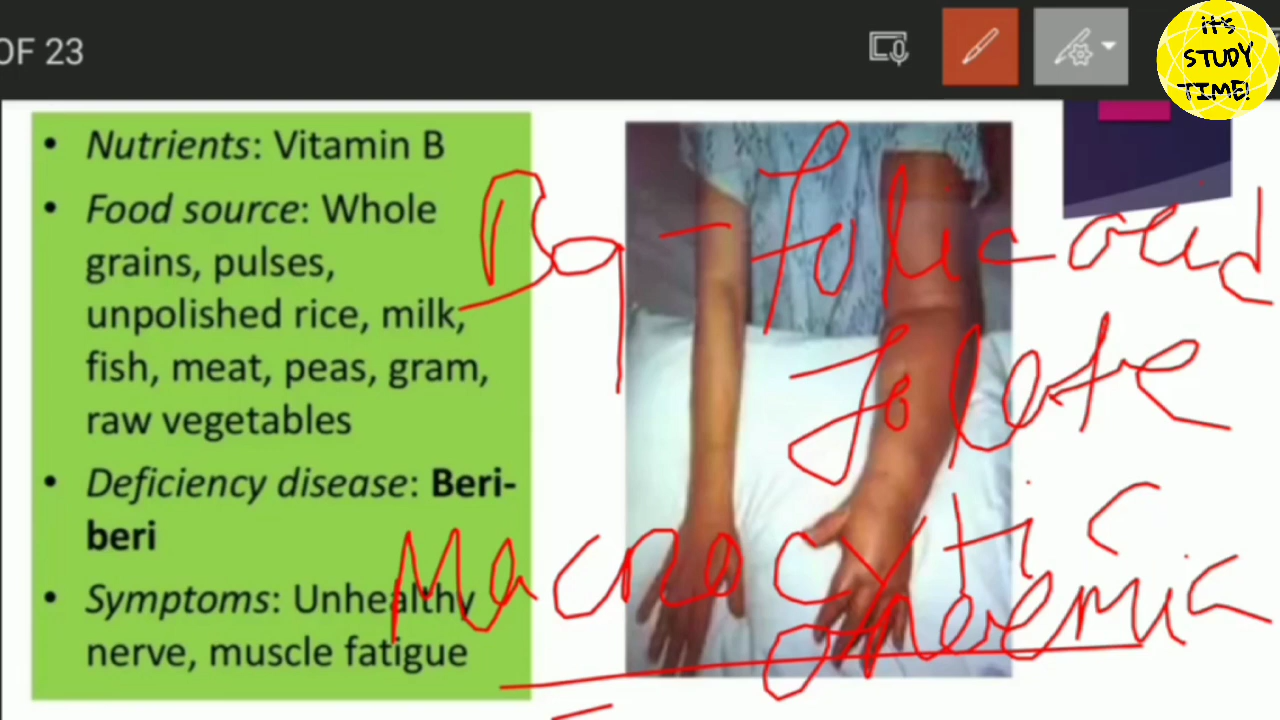 OF 23
its
STUDY
TIME!
• Nutrients: Vitamin B
• Food source: Whole
grains, pulses,
unpolished rice, milk,
fish, meat, peas, gram,
raw vegetables
• Deficiency disease: Beri-
beri
• Symptoms: Unhealthy
nerve, muscle fatigue
B9 - folic acid
folate
Macrocytic
anaemia